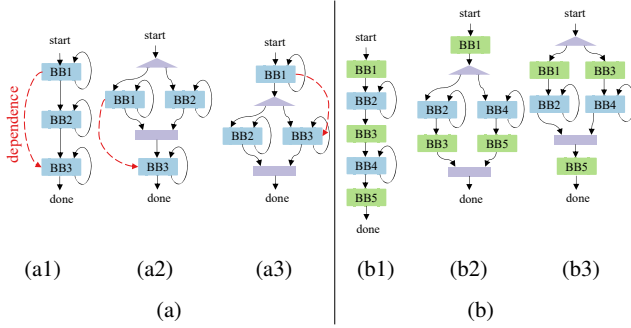 start
BB1
BB2
BB3
done
dependence
(a1)
start
BB1
BB2
BB3
done
(a2)
start
BB1
BB2
BB3
done
(a3)
(a)
start
BB1
BB2
BB3
BB4
BB5
done
(b1)
start
BB1
BB2
BB4
BB3
BB5
done
(b2)
start
BB1
BB3
BB2
BB4
BB5
done
(b3)
(b)